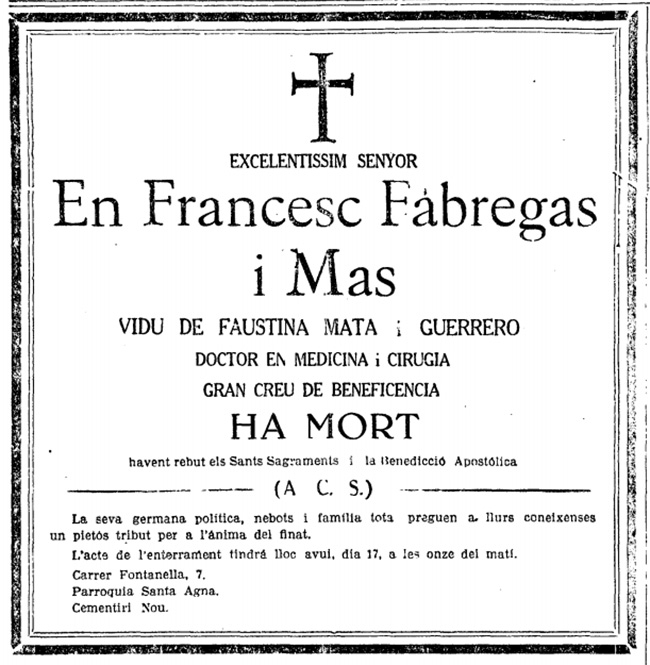 EXCELENTISSIM SENYOR
En Francesc Fàbregas
i Mas
VIDU DE FAUSTINA MATA i GUERRERO
DOCTOR EN MEDICINA i CIRUGIA
GRAN CREU DE BENEFICENCIA
HA MORT
havent rebut els Sants Sagraments i la Benedicció Apostòlica
(A C. S.)
La seva germana política, nebots i família tota preguen a llurs coneixenses
un pietós tribut per a l'ànima del finat.
L'acte de l'enterrament tindrá lloc avui, dia 17, a les onze del matí.
Carrer Fontanella, 7.
Parroquia Santa Agna.
Cementiri Nou.